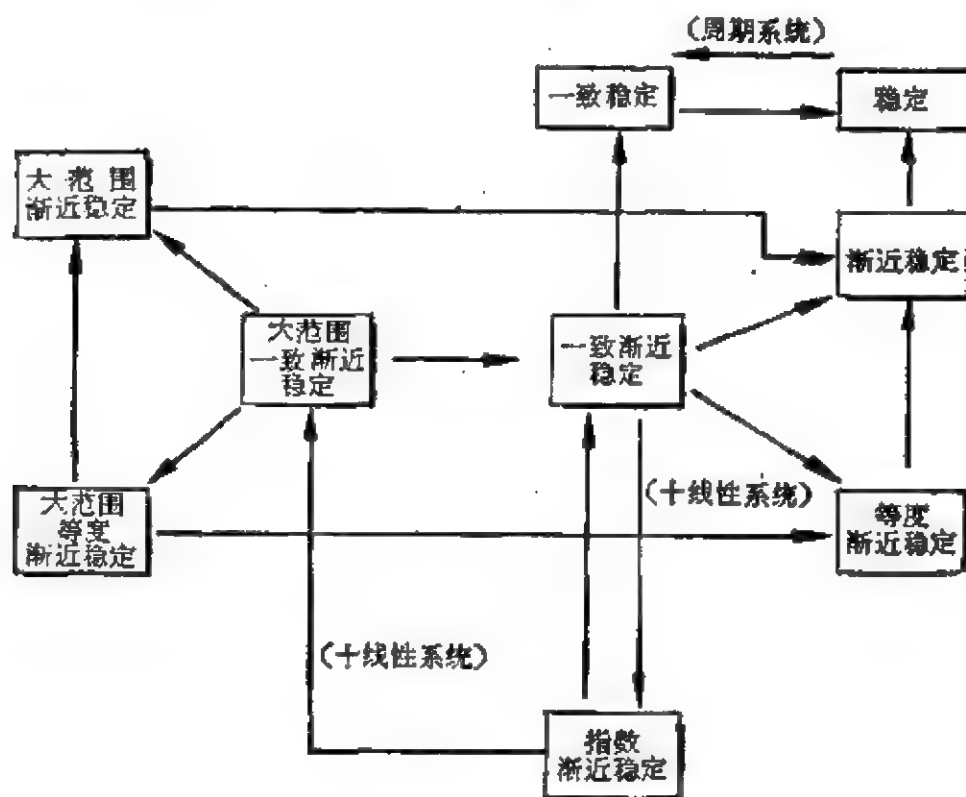 （周期系统）
一致稳定
稳定
大范围
渐近稳定
渐近稳定
大范围
一致渐近
稳定
一致渐近
稳定
（十线性系统）
大范围
等度
渐近稳定
等度
渐近稳定
（十线性系统）
指数
渐近稳定